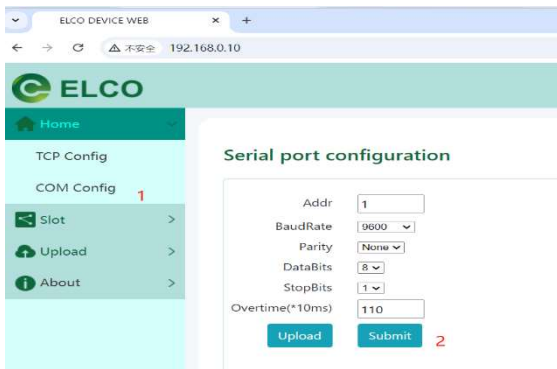 ELCO DEVICE WEB
不安全 192.168.0.10
ELCO
Home
TCP Config
COM Config
1
Slot
Upload
About
Serial port configuration
Addr 1
BaudRate 9600
Parity None
DataBits 8
StopBits 1
Overtime(*10ms) 110
Upload Submit 2